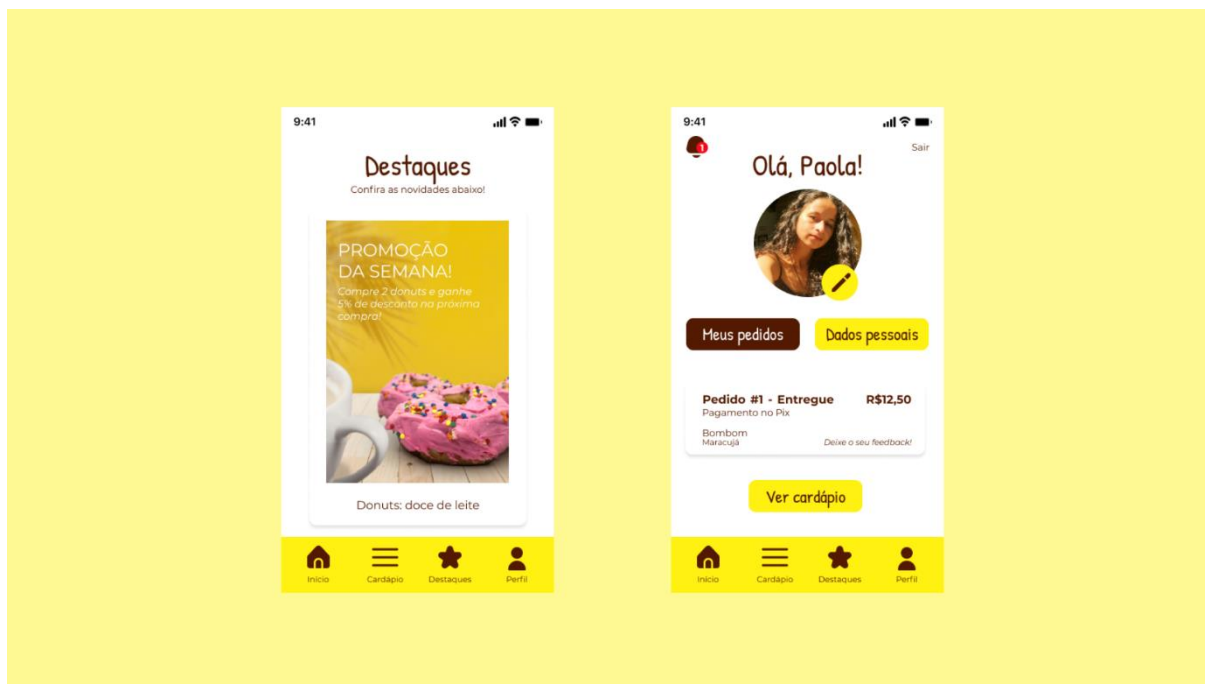 9:41
Destaques
Confira as novidades abaixo!
PROMOÇÃO
DA SEMANA!
Compre 2 donuts e ganhe
5% de desconto na próxima
compra!
Donuts: doce de leite
Início
Cardápio
Destaques
Perfil
9:41
1
Sair
Olá, Paola!
Meus pedidos
Dados pessoais
Pedido #1 - Entregue
R$12,50
Pagamento no Pix
Bombom
Maracujá
Deixe o seu feedback!
Ver cardápio
Início
Cardápio
Destaques
Perfil